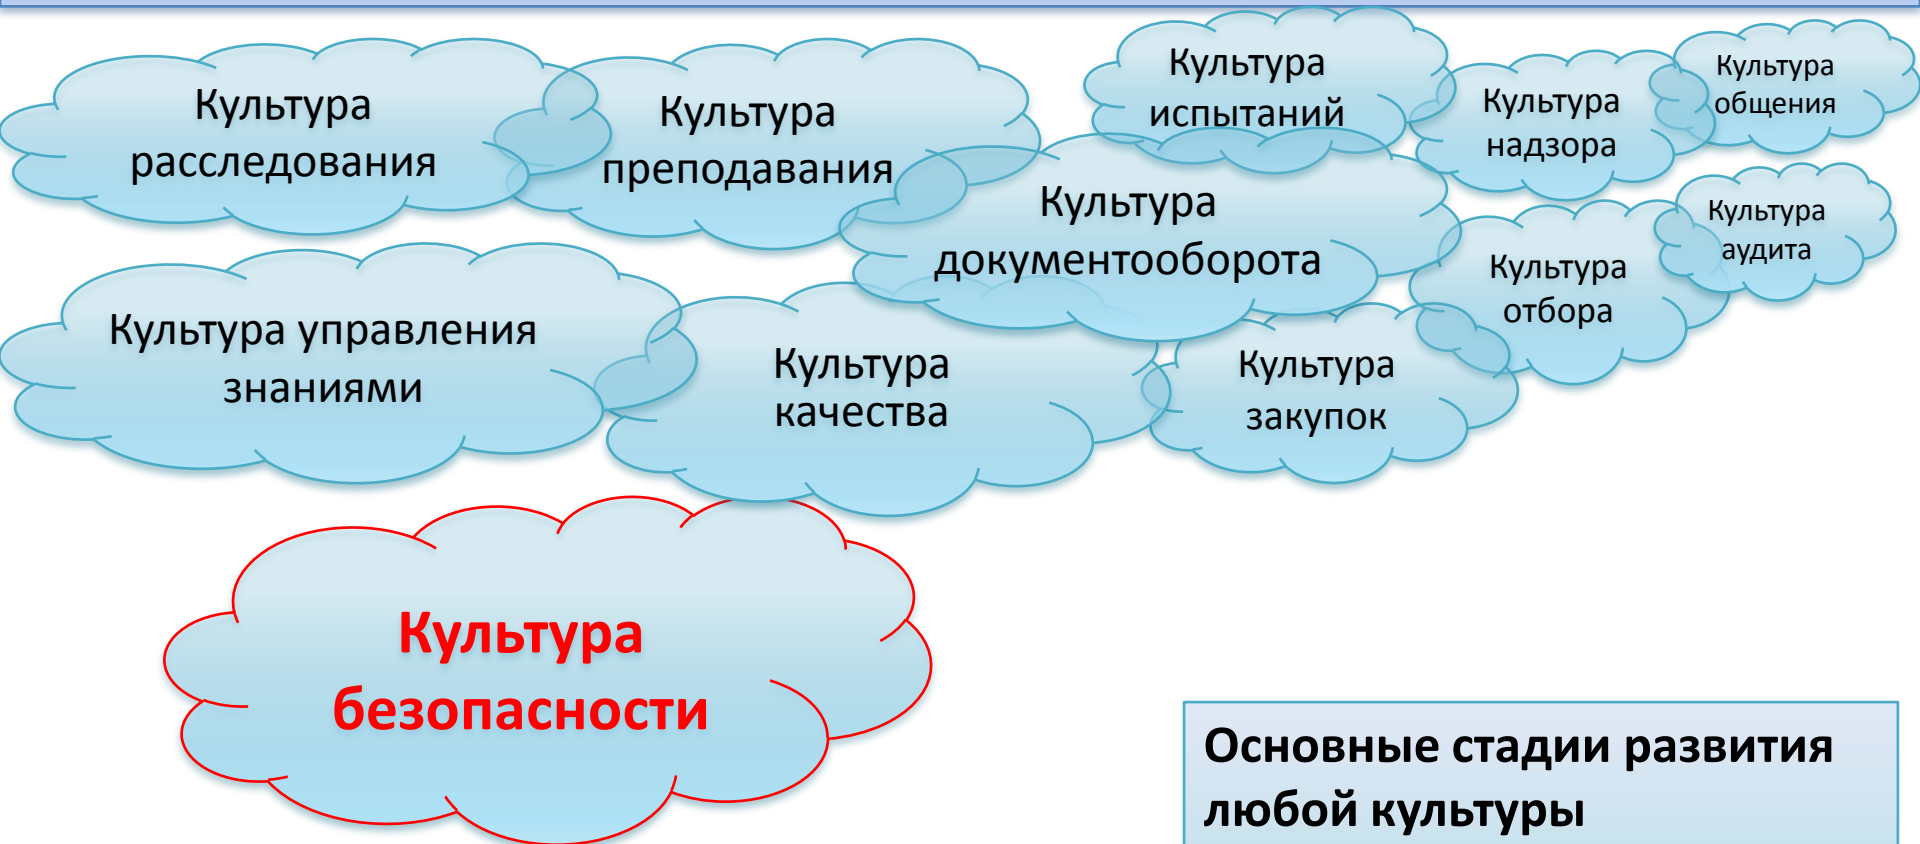 Культура
расследования
Культура
преподавания
Культура
испытаний
Культура
надзора
Культура
общения
Культура
документооборота
Культура
отбора
Культура
аудита
Культура управления
знаниями
Культура
качества
Культура
закупок
Культура
безопасности
Основные стадии развития
любой культуры